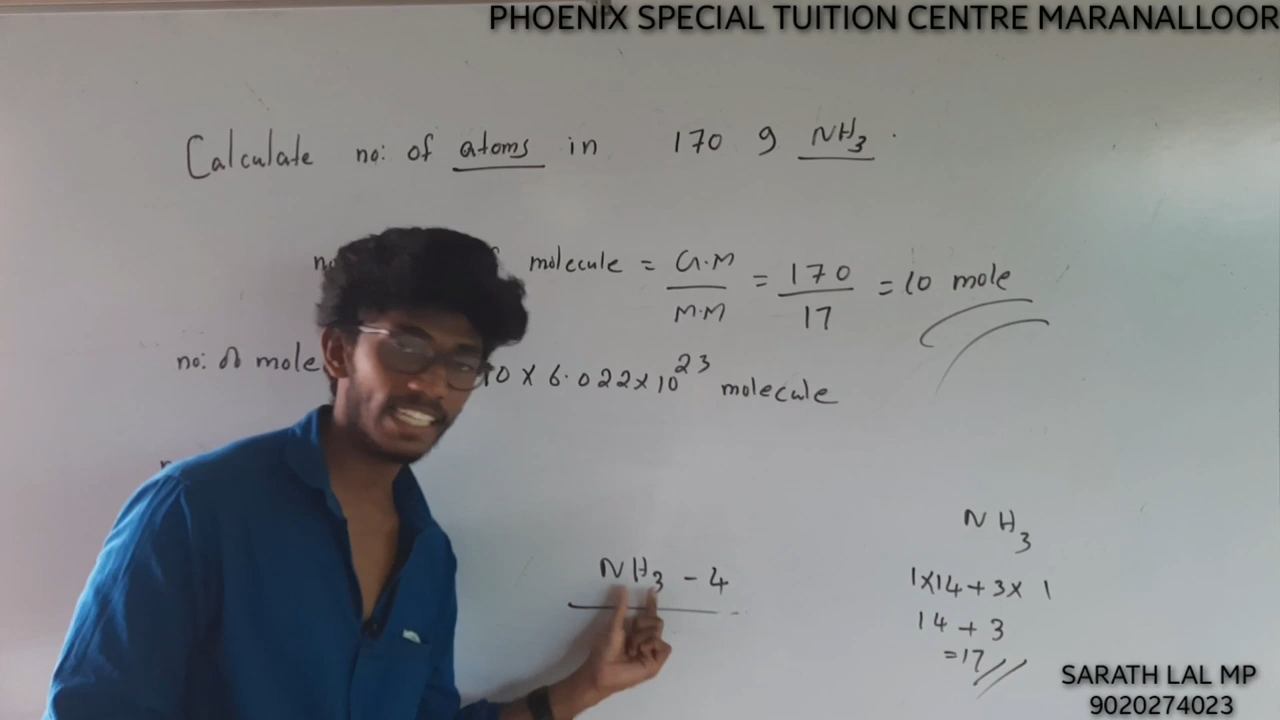 PHOENIX SPECIAL TUITION CENTRE MARANALLOOR
Calculate no: of atoms in 170 g NH3.
molecule = G.M / M.M = 170 / 17 = 10 mole
no: of mole 10 X 6.022x10^23 molecule
NH3 - 4
NH3
1X14 + 3X 1
14 + 3
=17//
SARATH LAL MP
9020274023